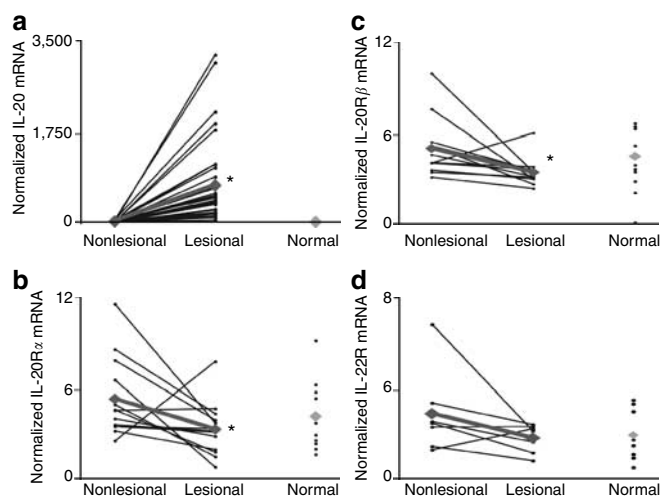 a
Normalized IL-20 mRNA
3,500
1,750
0
Nonlesional Lesional Normal
*
b
Normalized IL-20Rα mRNA
12
6
0
Nonlesional Lesional Normal
*
c
Normalized IL-20Rβ mRNA
12
6
0
Nonlesional Lesional Normal
*
d
Normalized IL-22R mRNA
8
6
0
Nonlesional Lesional Normal